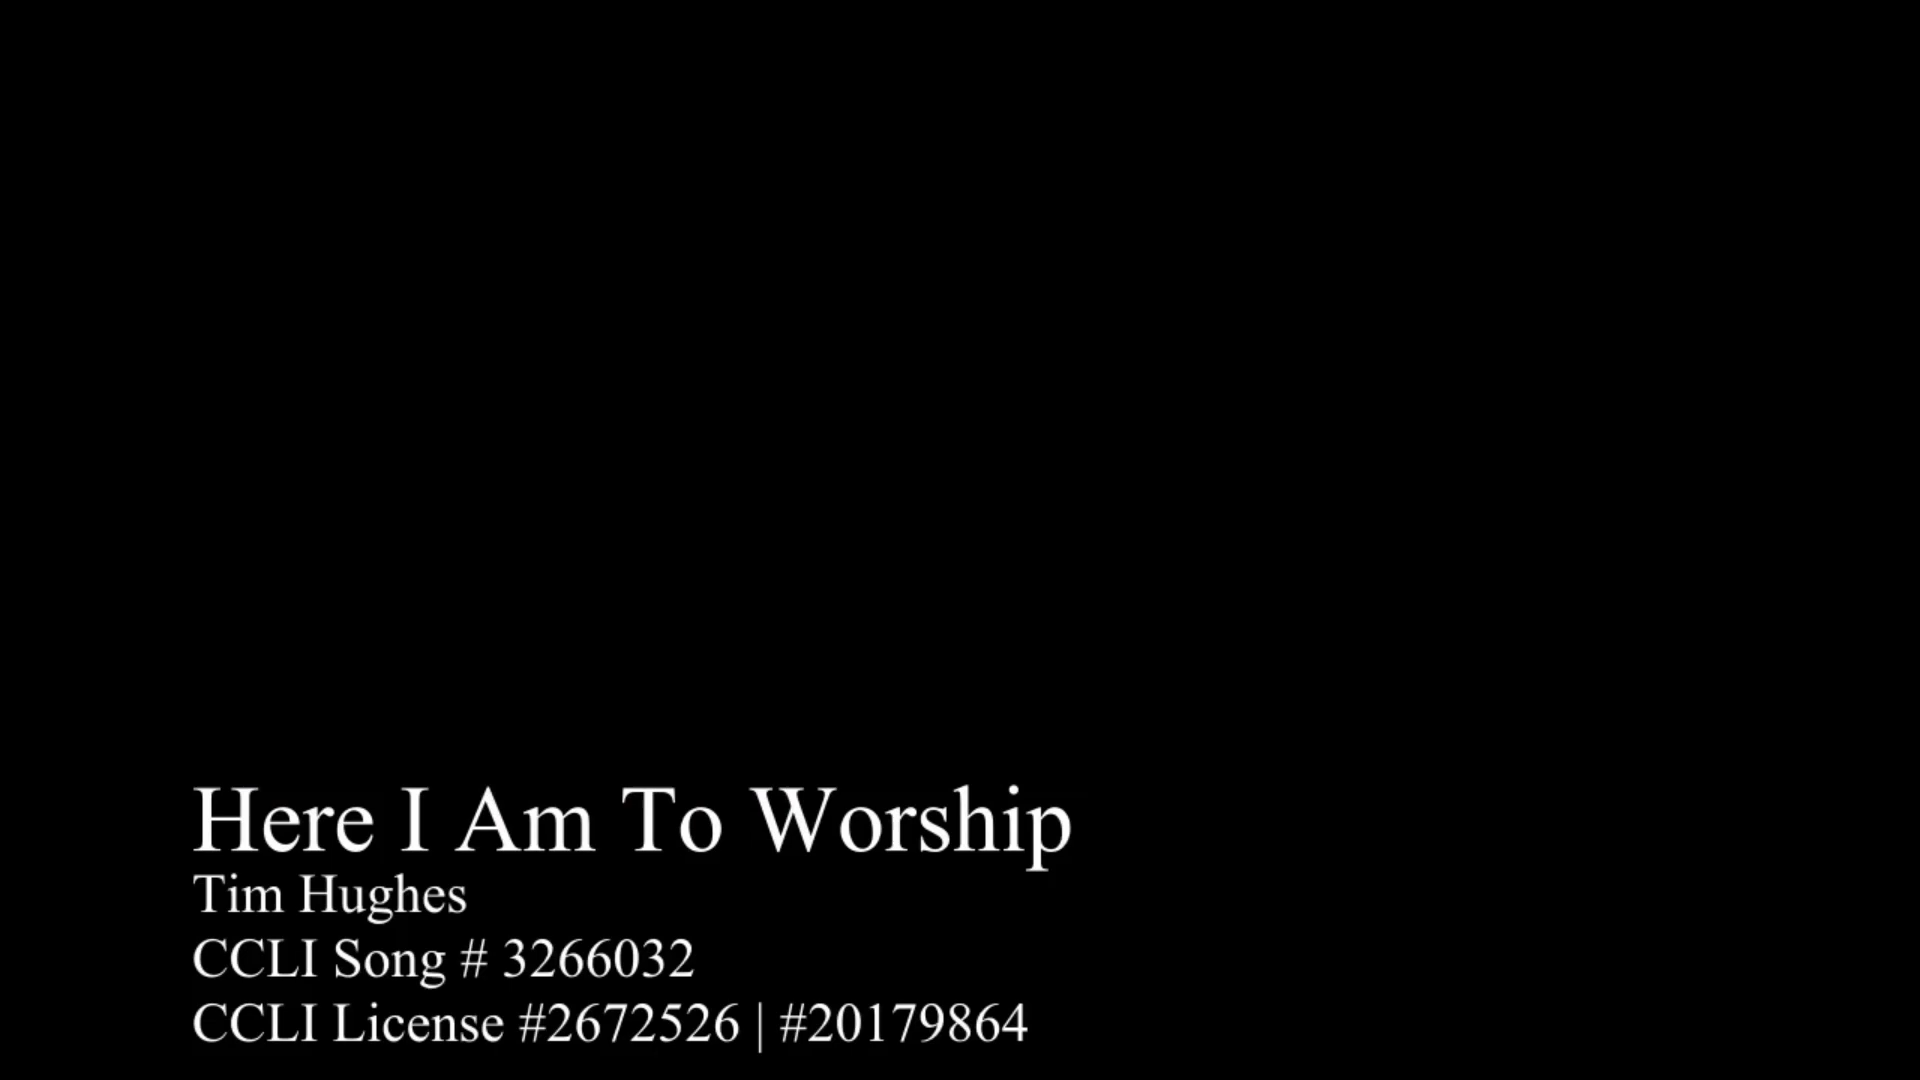 Here I Am To Worship
Tim Hughes
CCLI Song # 3266032
CCLI License #2672526 | #20179864